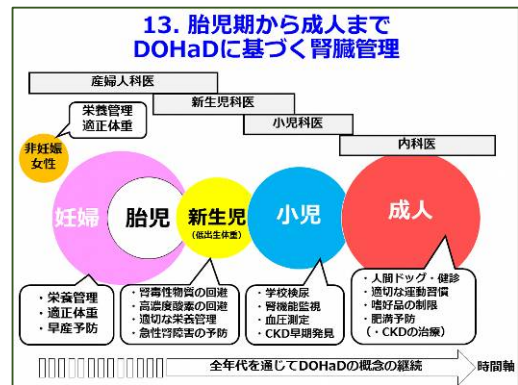 13. 胎児期から成人まで
DOHaDに基づく腎臓管理
産婦人科医
新生児科医
小児科医
内科医
栄養管理
適正体重
非妊娠
女性
妊婦
胎児
新生児
(低出生体重)
小児
成人
・栄養管理
・適正体重
・早産予防
・腎毒性物質の回避
・高濃度酸素の回避
・適切な栄養管理
・急性腎障害の予防
・学校検尿
・腎機能監視
・血圧測定
・CKD早期発見
・人間ドッグ・健診
・適切な運動習慣
・嗜好品の制限
・肥満予防
(・CKDの治療)
全年代を通じてDOHaDの概念の継続
時間軸